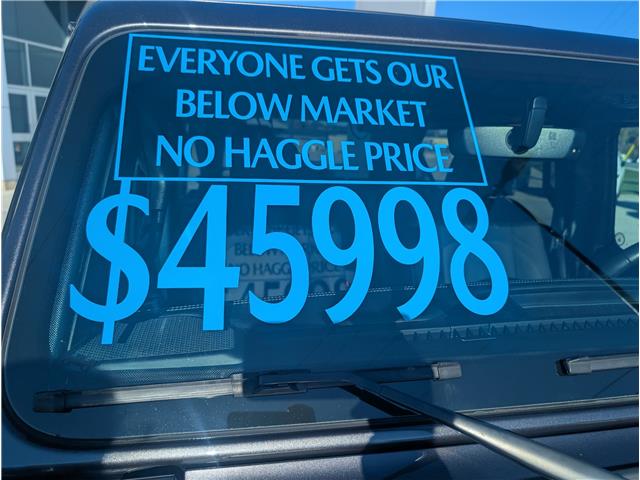 EVERYONE GETS OUR
BELOW MARKET
NO HAGGLE PRICE
$45998